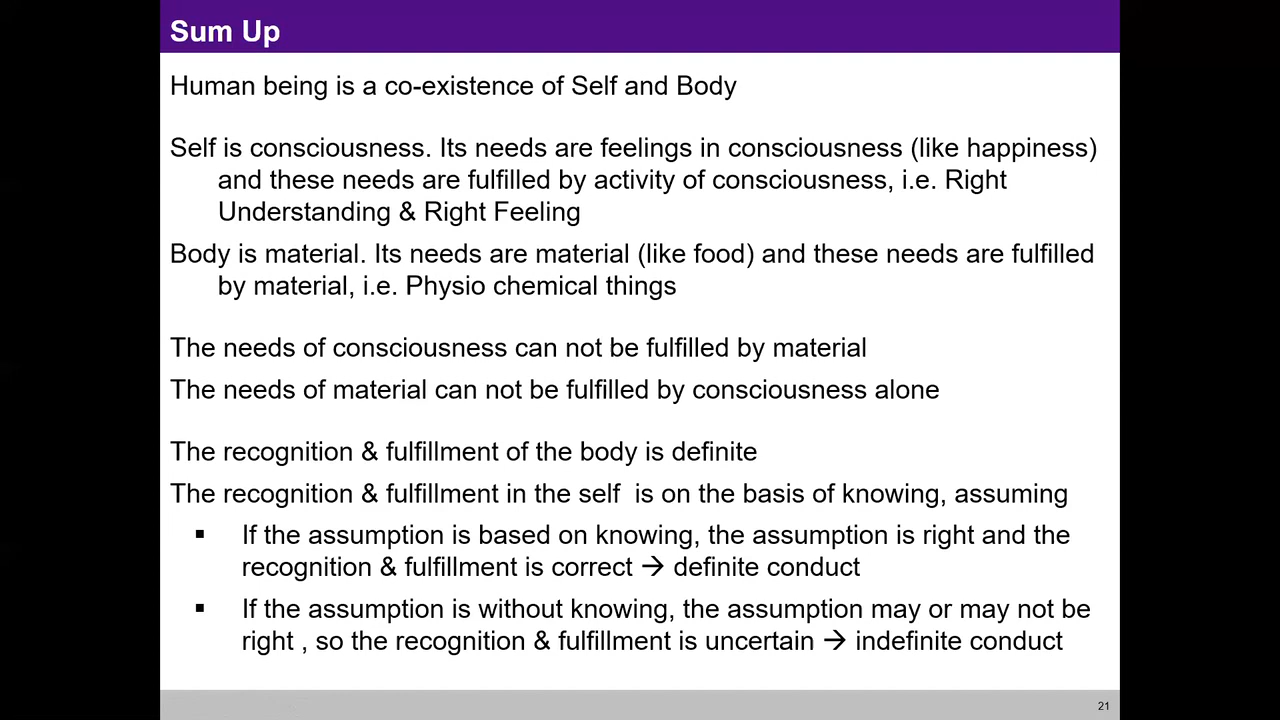 Sum Up
Human being is a co-existence of Self and Body
Self is consciousness. Its needs are feelings in consciousness (like happiness)
and these needs are fulfilled by activity of consciousness, i.e. Right
Understanding & Right Feeling
Body is material. Its needs are material (like food) and these needs are fulfilled
by material, i.e. Physio chemical things
The needs of consciousness can not be fulfilled by material
The needs of material can not be fulfilled by consciousness alone
The recognition & fulfillment of the body is definite
The recognition & fulfillment in the self  is on the basis of knowing, assuming
▪ If the assumption is based on knowing, the assumption is right and the
recognition & fulfillment is correct → definite conduct
▪ If the assumption is without knowing, the assumption may or may not be
right , so the recognition & fulfillment is uncertain → indefinite conduct
21